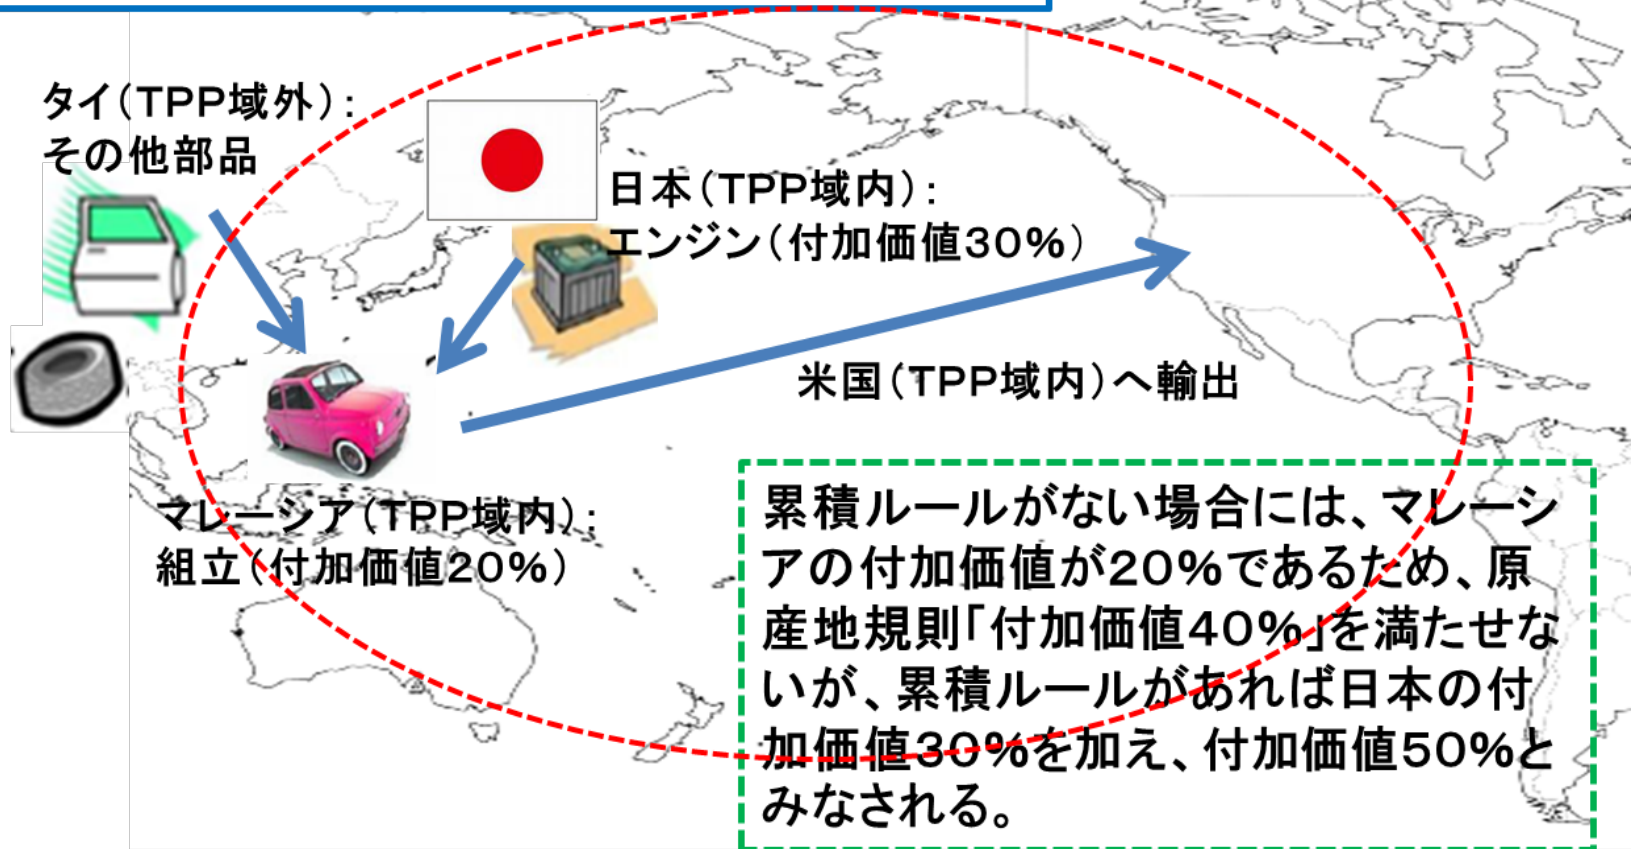 タイ(TPP域外):
その他部品
日本(TPP域内):
エンジン(付加価値30%)
米国(TPP域内)へ輸出
マレーシア(TPP域内):
組立(付加価値20%)
累積ルールがない場合には、マレーシ
アの付加価値が20%であるため、原
産地規則「付加価値40%」を満たせな
いが、累積ルールがあれば日本の付
加価値30%を加え、付加価値50%と
みなされる。